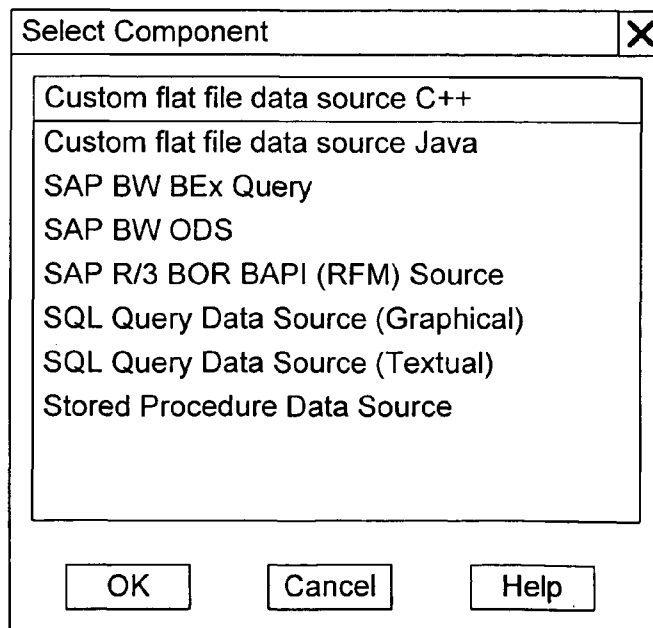 Select Component
Custom flat file data source C++
Custom flat file data source Java
SAP BW BEx Query
SAP BW ODS
SAP R/3 BOR BAPI (RFM) Source
SQL Query Data Source (Graphical)
SQL Query Data Source (Textual)
Stored Procedure Data Source
OK Cancel Help